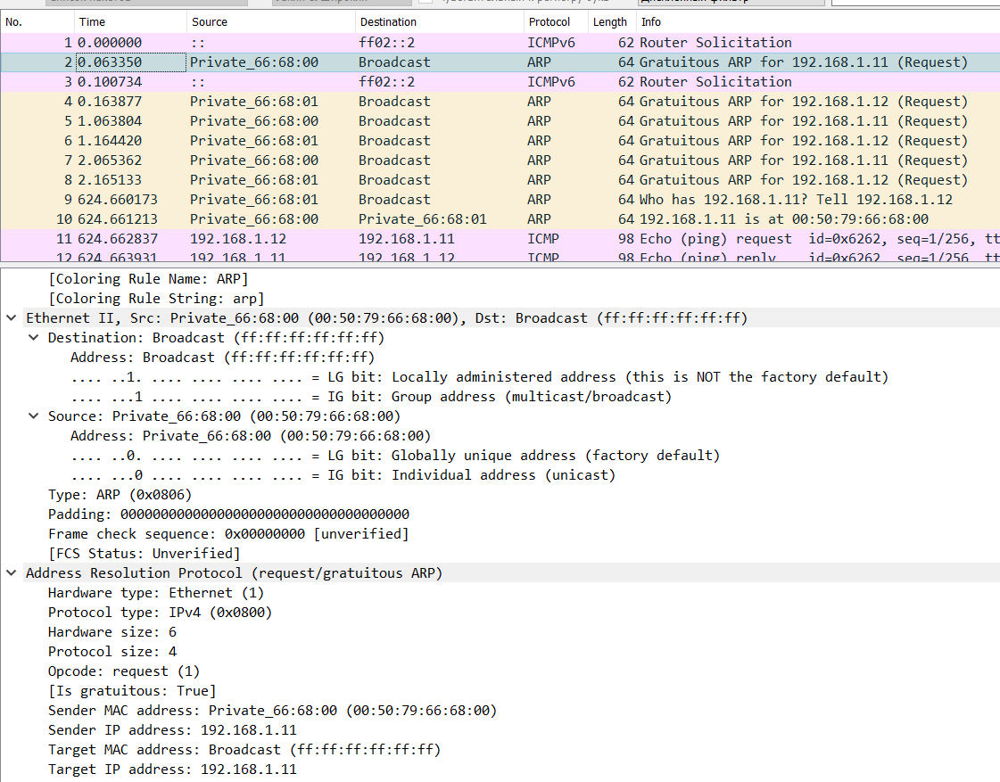 No. Time Source Destination Protocol Length Info
1 0.000000 :: ff02::2 ICMPv6 62 Router Solicitation
2 0.063350 Private_66:68:00 Broadcast ARP 64 Gratuitous ARP for 192.168.1.11 (Request)
3 0.100734 :: ff02::2 ICMPv6 62 Router Solicitation
4 0.163877 Private_66:68:01 Broadcast ARP 64 Gratuitous ARP for 192.168.1.12 (Request)
5 1.063804 Private_66:68:00 Broadcast ARP 64 Gratuitous ARP for 192.168.1.11 (Request)
6 1.164420 Private_66:68:01 Broadcast ARP 64 Gratuitous ARP for 192.168.1.12 (Request)
7 2.065362 Private_66:68:00 Broadcast ARP 64 Gratuitous ARP for 192.168.1.11 (Request)
8 2.165133 Private_66:68:01 Broadcast ARP 64 Gratuitous ARP for 192.168.1.12 (Request)
9 624.660173 Private_66:68:01 Broadcast ARP 64 Who has 192.168.1.11? Tell 192.168.1.12
10 624.661213 Private_66:68:00 Private_66:68:01 ARP 64 192.168.1.11 is at 00:50:79:66:68:00
11 624.662837 192.168.1.12 192.168.1.11 ICMP 98 Echo (ping) request id=0x6262, seq=1/256, tt
12 624.663931 192.168.1.11 192.168.1.12 ICMP 98 Echo (ping) reply id=0x6262, seq=1/256, tt
[Coloring Rule Name: ARP]
[Coloring Rule String: arp]
Ethernet II, Src: Private_66:68:00 (00:50:79:66:68:00), Dst: Broadcast (ff:ff:ff:ff:ff:ff)
Destination: Broadcast (ff:ff:ff:ff:ff:ff)
Address: Broadcast (ff:ff:ff:ff:ff:ff)
.... ..1. .... .... .... .... = LG bit: Locally administered address (this is NOT the factory default)
.... ...1 .... .... .... .... = IG bit: Group address (multicast/broadcast)
Source: Private_66:68:00 (00:50:79:66:68:00)
Address: Private_66:68:00 (00:50:79:66:68:00)
.... ..0. .... .... .... .... = LG bit: Globally unique address (factory default)
.... ...0 .... .... .... .... = IG bit: Individual address (unicast)
Type: ARP (0x0806)
Padding: 000000000000000000000000000000000000
Frame check sequence: 0x00000000 [unverified]
[FCS Status: Unverified]
Address Resolution Protocol (request/gratuitous ARP)
Hardware type: Ethernet (1)
Protocol type: IPv4 (0x0800)
Hardware size: 6
Protocol size: 4
Opcode: request (1)
[Is gratuitous: True]
Sender MAC address: Private_66:68:00 (00:50:79:66:68:00)
Sender IP address: 192.168.1.11
Target MAC address: Broadcast (ff:ff:ff:ff:ff:ff)
Target IP address: 192.168.1.11